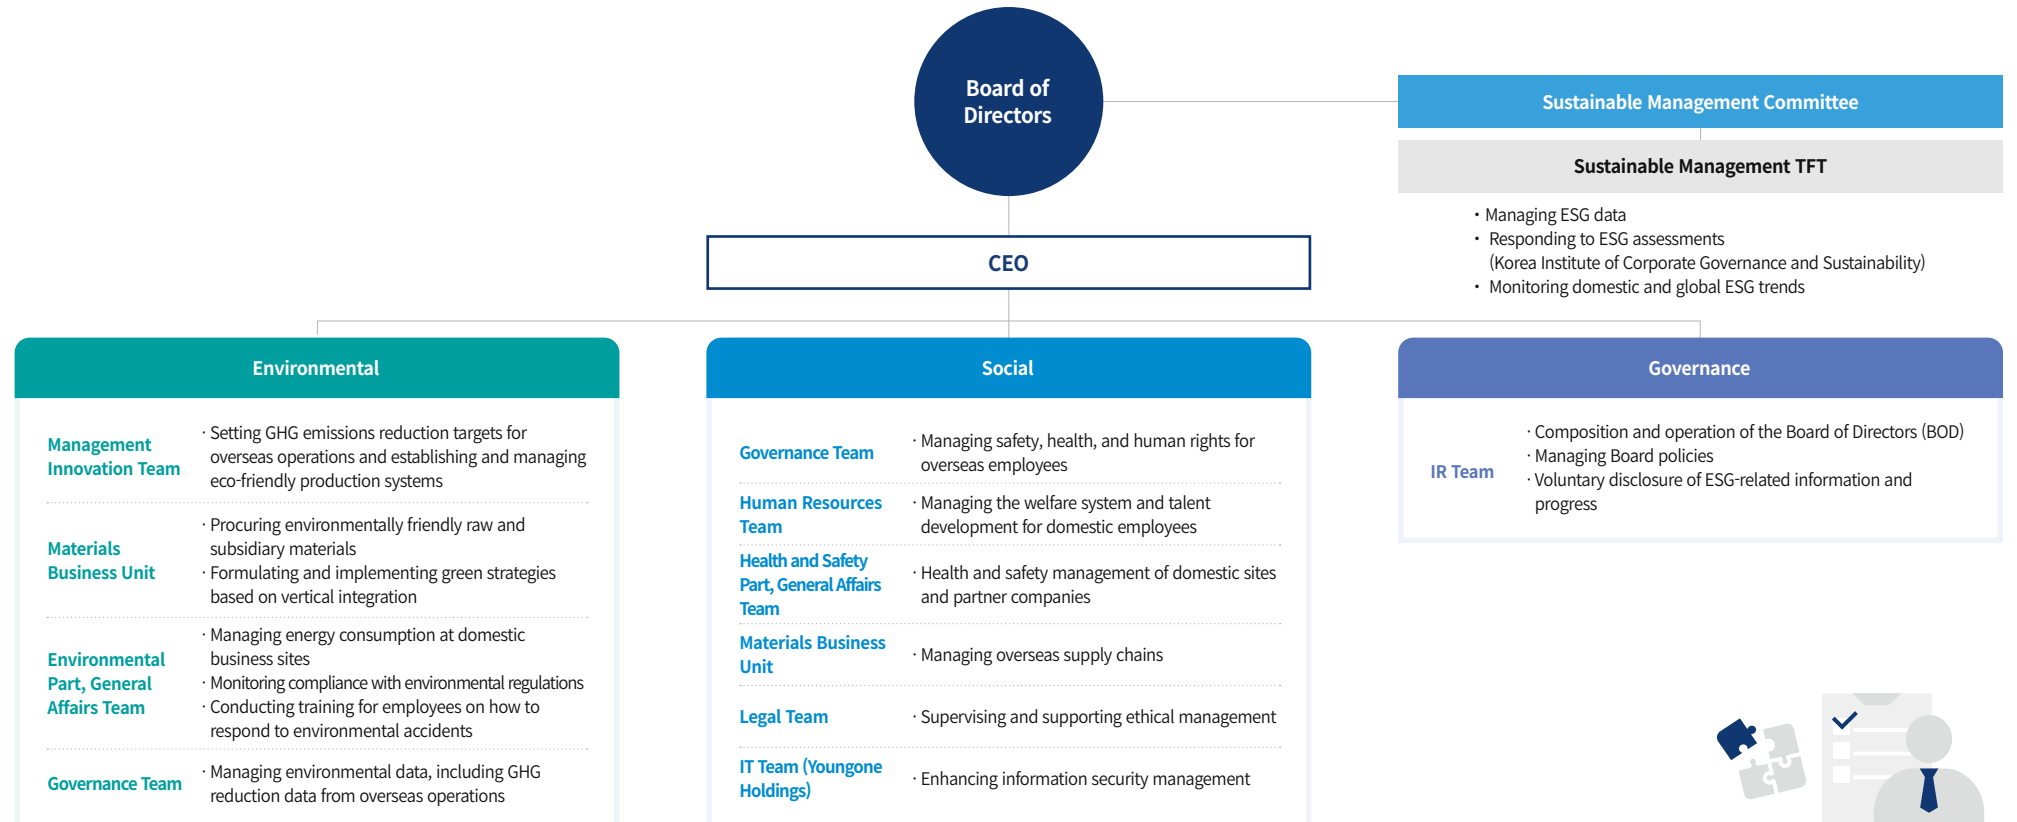 Board of
Directors
Sustainable Management Committee
Sustainable Management TFT
• Managing ESG data
• Responding to ESG assessments
(Korea Institute of Corporate Governance and Sustainability)
• Monitoring domestic and global ESG trends
CEO
Environmental
Management
Innovation Team
· Setting GHG emissions reduction targets for
overseas operations and establishing and managing
eco-friendly production systems
Materials
Business Unit
· Procuring environmentally friendly raw and
subsidiary materials
· Formulating and implementing green strategies
based on vertical integration
Environmental
Part, General
Affairs Team
· Managing energy consumption at domestic
business sites
· Monitoring compliance with environmental regulations
· Conducting training for employees on how to
respond to environmental accidents
Governance Team
· Managing environmental data, including GHG
reduction data from overseas operations
Social
Governance Team
· Managing safety, health, and human rights for
overseas employees
Human Resources
Team
· Managing the welfare system and talent
development for domestic employees
Health and Safety
Part, General Affairs
Team
· Health and safety management of domestic sites
and partner companies
Materials Business
Unit
· Managing overseas supply chains
Legal Team
· Supervising and supporting ethical management
IT Team (Youngone
Holdings)
· Enhancing information security management
Governance
IR Team
· Composition and operation of the Board of Directors (BOD)
· Managing Board policies
· Voluntary disclosure of ESG-related information and
progress